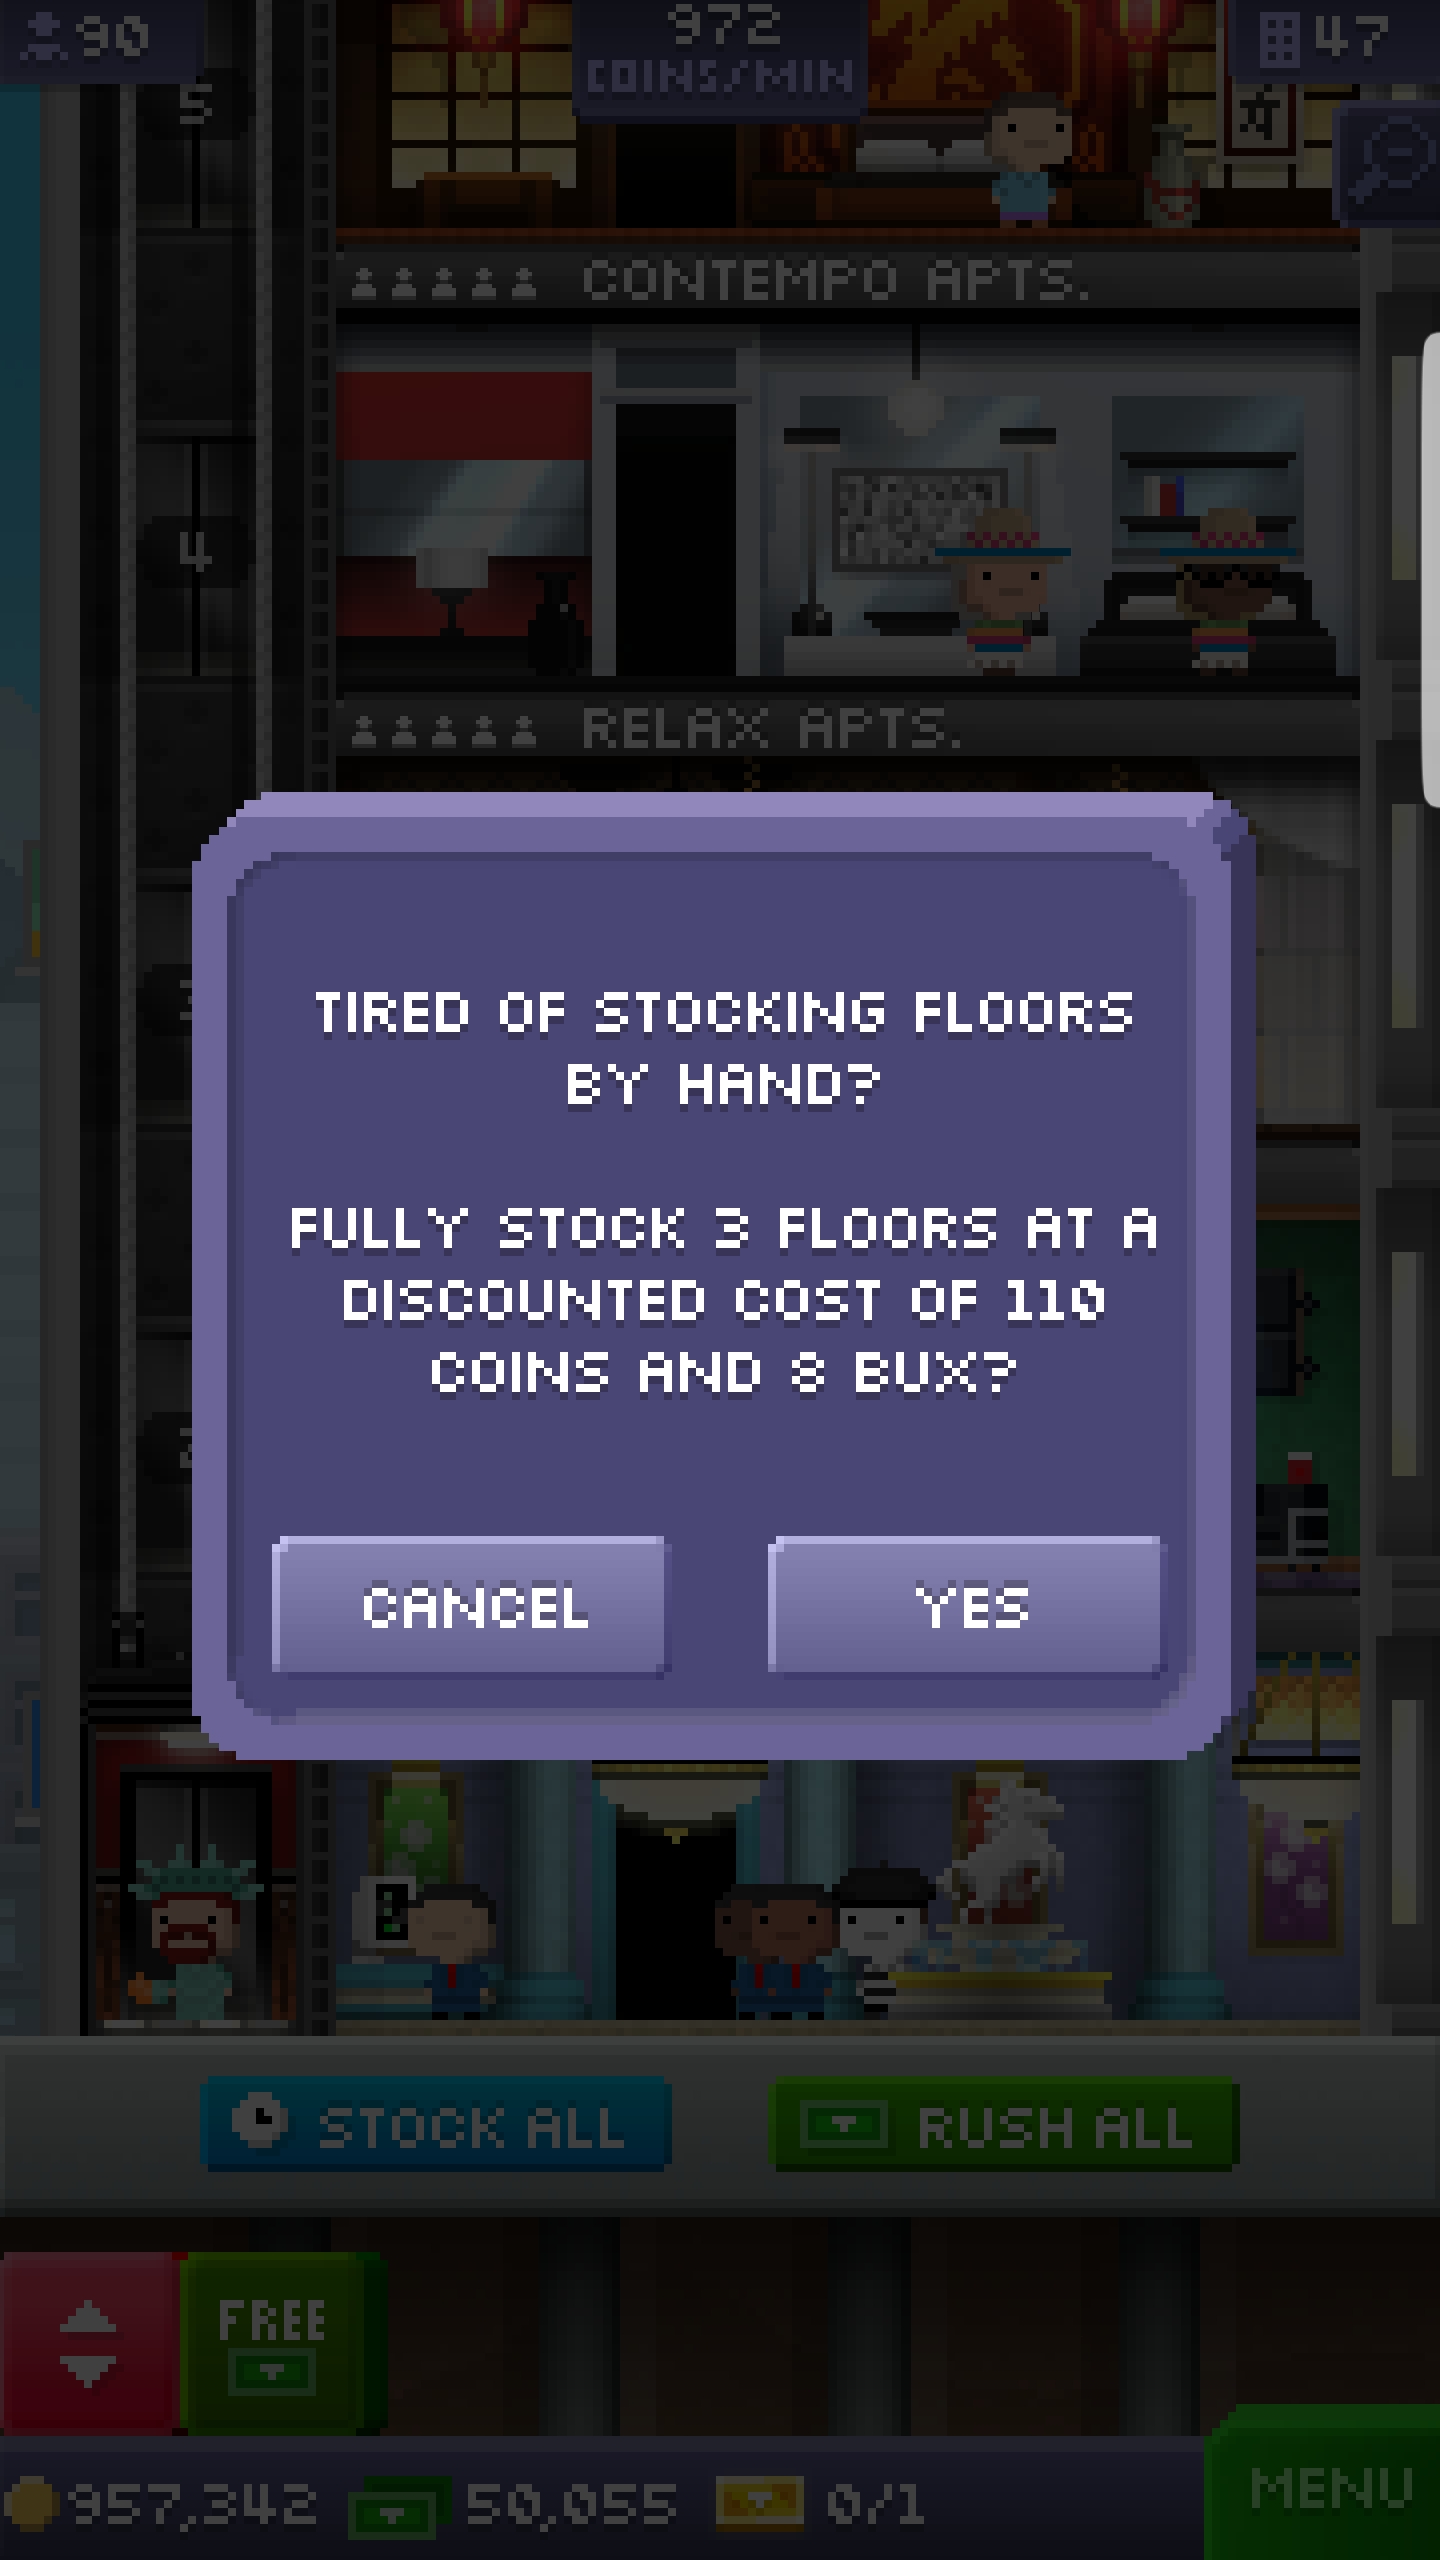 90
972
COINS/MIN
47
5
CONTEMPO APTS.
4
RELAX APTS.
TIRED OF STOCKING FLOORS
BY HAND?
FULLY STOCK 3 FLOORS AT A
DISCOUNTED COST OF 110
COINS AND 8 BUX?
CANCEL
YES
STOCK ALL
RUSH ALL
FREE
957,342
50,055
0/1
MENU